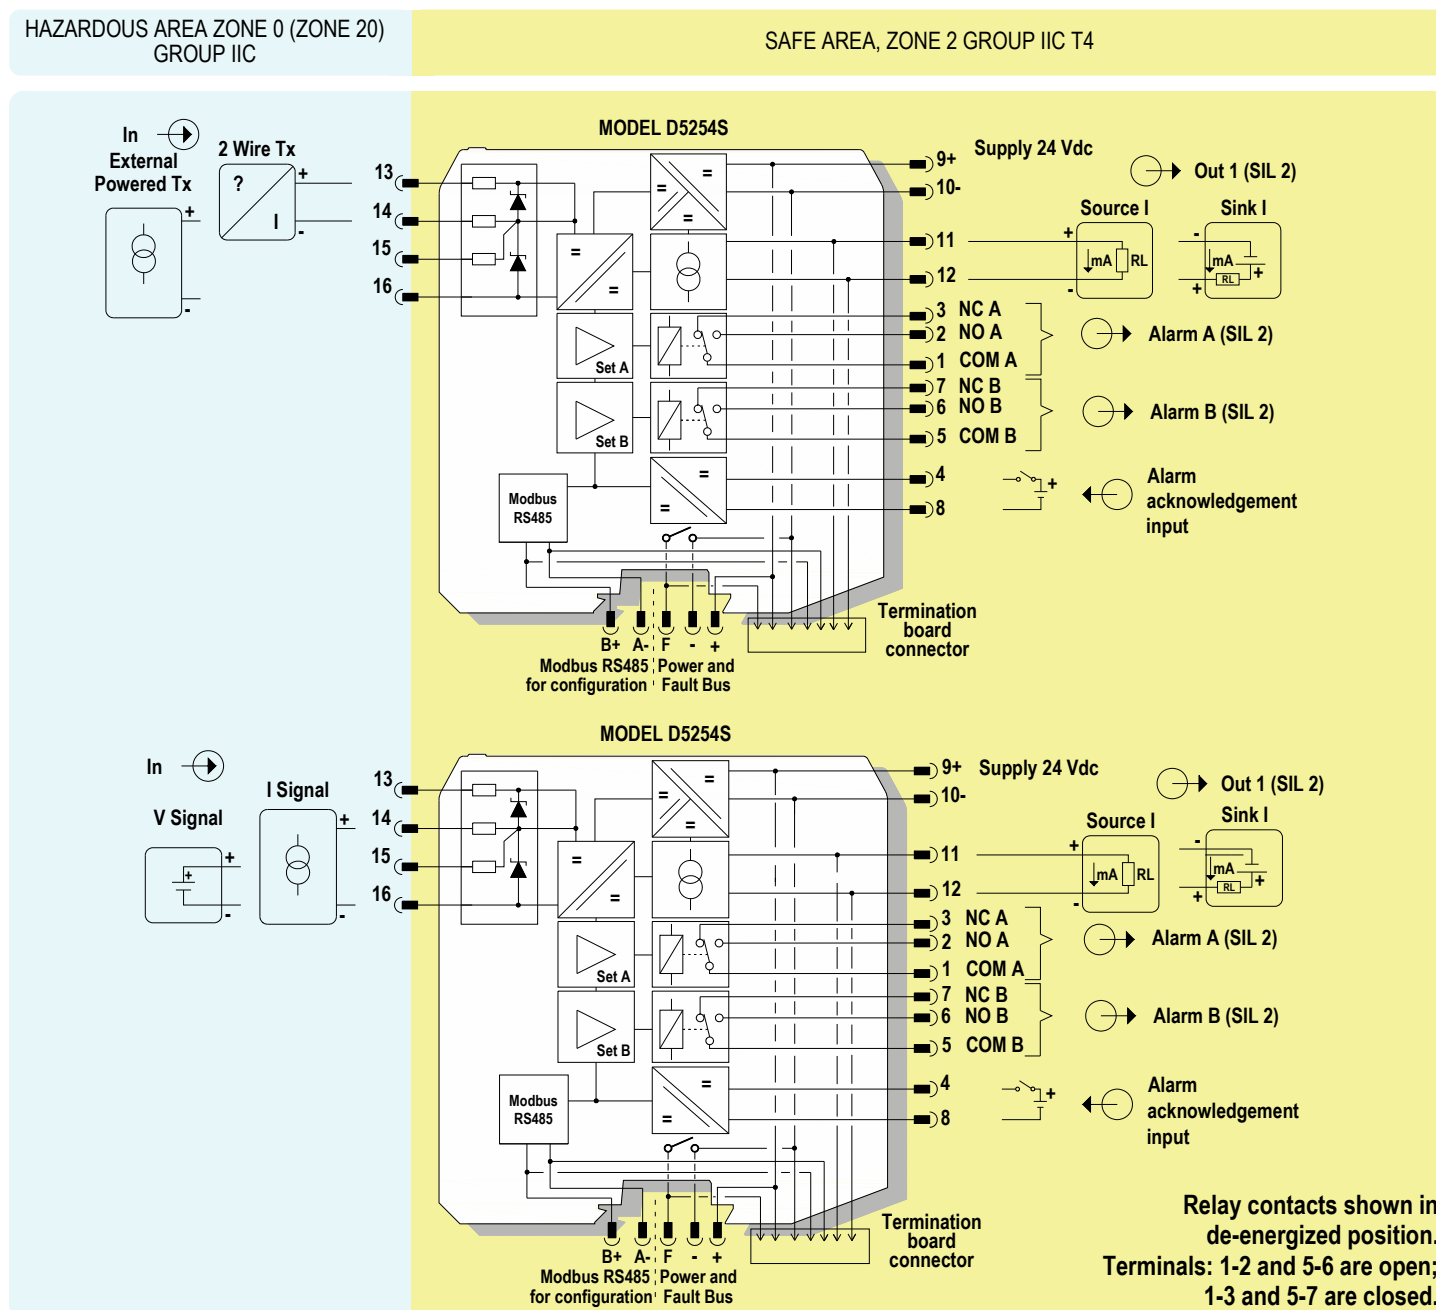 HAZARDOUS AREA ZONE 0 (ZONE 20)
GROUP IIC
SAFE AREA, ZONE 2 GROUP IIC T4
MODEL D5254S
In
External
Powered Tx
+
-
2 Wire Tx
?
I
+
-
13
14
15
16
=
=
=
=
=
Set A
Set B
=
=
Modbus
RS485
9+
Supply 24 Vdc
10-
11
12
3 NC A
2 NO A
1 COM A
7 NC B
6 NO B
5 COM B
4
8
Out 1 (SIL 2)
Source I
+
mA
RL
-
Sink I
-
mA
+
RL
+
Alarm A (SIL 2)
Alarm B (SIL 2)
+
Alarm
acknowledgement
input
B+ A- F - +
Modbus RS485
for configuration
Power and
Fault Bus
Termination
board
connector
MODEL D5254S
In
V Signal
+
+
-
I Signal
+
-
13
14
15
16
=
=
=
=
=
Set A
Set B
=
=
Modbus
RS485
9+
Supply 24 Vdc
10-
11
12
3 NC A
2 NO A
1 COM A
7 NC B
6 NO B
5 COM B
4
8
Out 1 (SIL 2)
Source I
+
mA
RL
-
Sink I
-
mA
+
RL
+
Alarm A (SIL 2)
Alarm B (SIL 2)
+
Alarm
acknowledgement
input
B+ A- F - +
Modbus RS485
for configuration
Power and
Fault Bus
Termination
board
connector
Relay contacts shown in
de-energized position.
Terminals: 1-2 and 5-6 are open;
1-3 and 5-7 are closed.